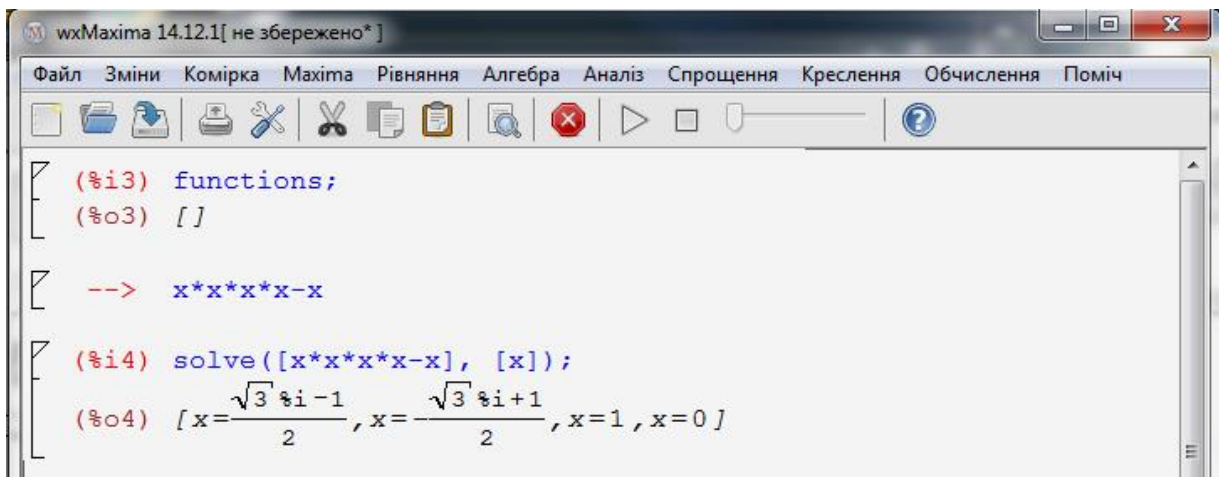 wxMaxima 14.12.1[ не збережено* ]
Файл Зміни Комірка Maxima Рівняння Алгебра Аналіз Спрощення Креслення Обчислення Поміч
(%i3) functions;
(%o3) []
--> x*x*x*x-x
(%i4) solve([x*x*x*x-x], [x]);
(%o4) [x=(√3 %i-1)/2, x=-(√3 %i+1)/2, x=1, x=0]